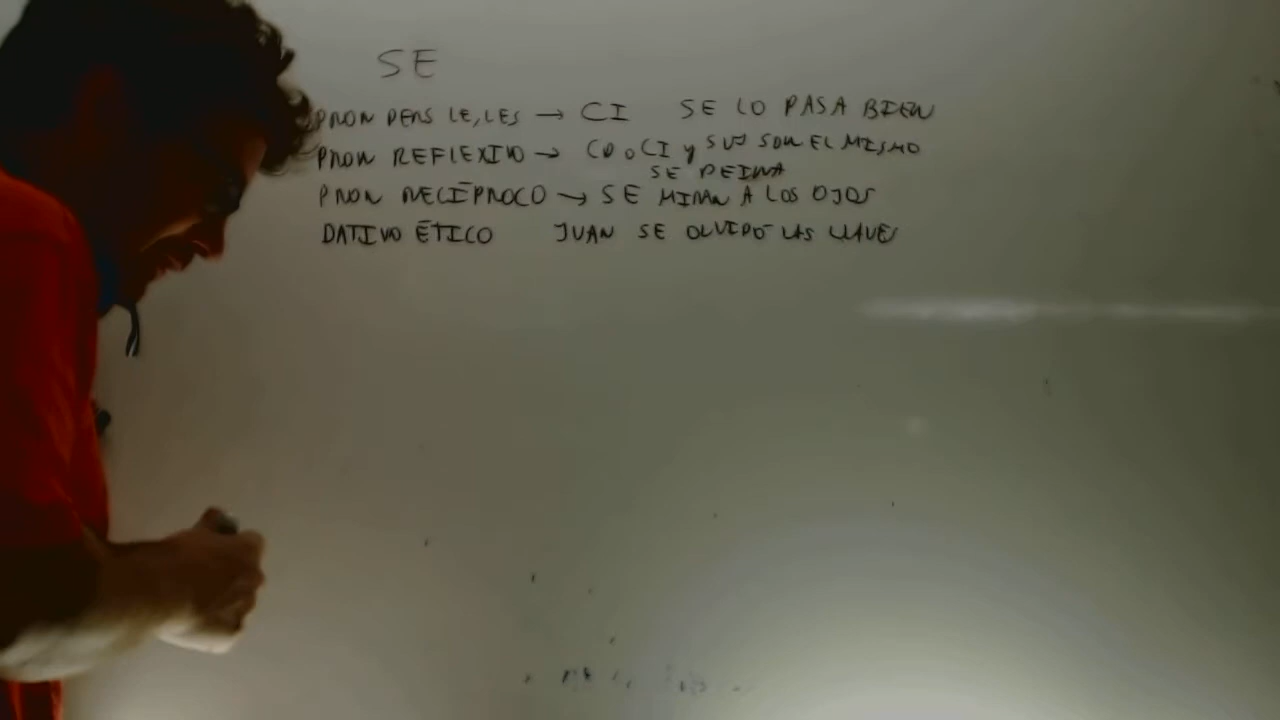 SE
PRON PERS LE, LES → CI SE LO PASA BIEN
PRON REFLEXIVO → CD o CI y SUJ SON EL MISMO
SE PEINA
PRON RECÍPROCO → SE MIRAN A LOS OJOS
DATIVO ÉTICO JUAN SE OLVIDÓ LAS LLAVES